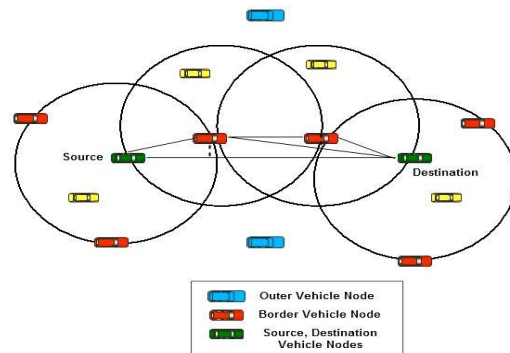 Source
Destination
Outer Vehicle Node
Border Vehicle Node
Source, Destination
Vehicle Nodes